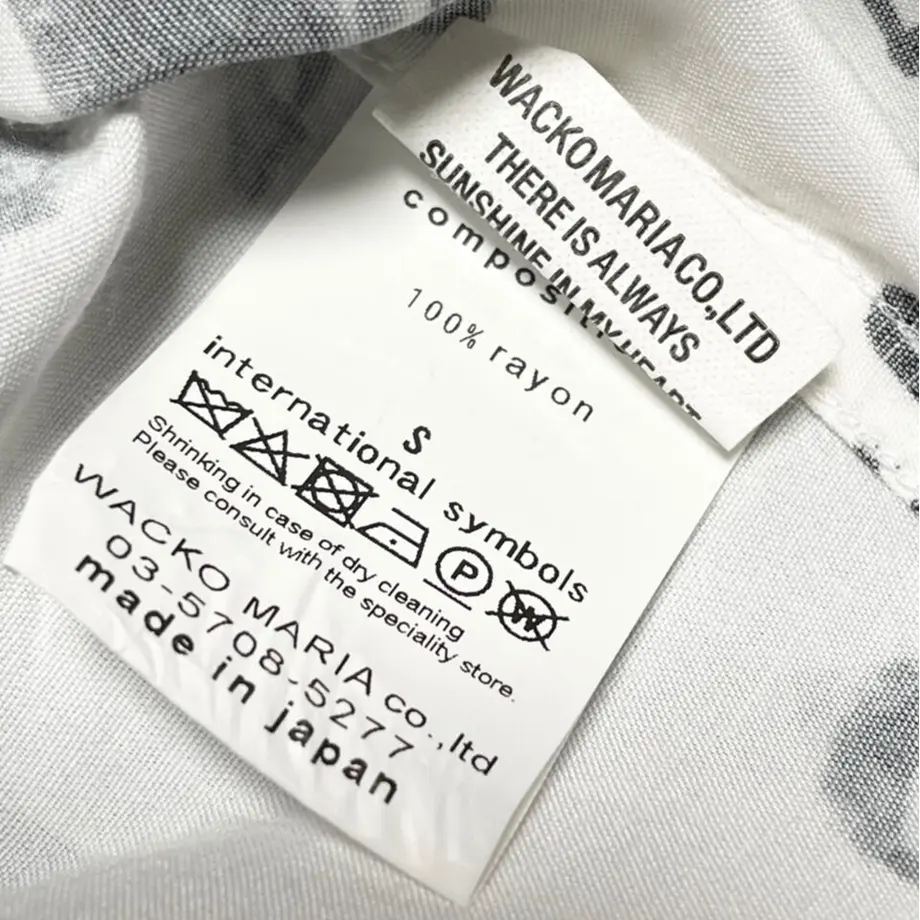 WACKOMARIACO.,LTD
THERE IS ALWAYS
SUNSHINE IN MY HEART
composit
100% rayon
S
international symbols
P
W
Shrinking in case of dry cleaning
Please consult with the speciality store.
WACKO MARIA co.,ltd
03-5708-5277
made in japan